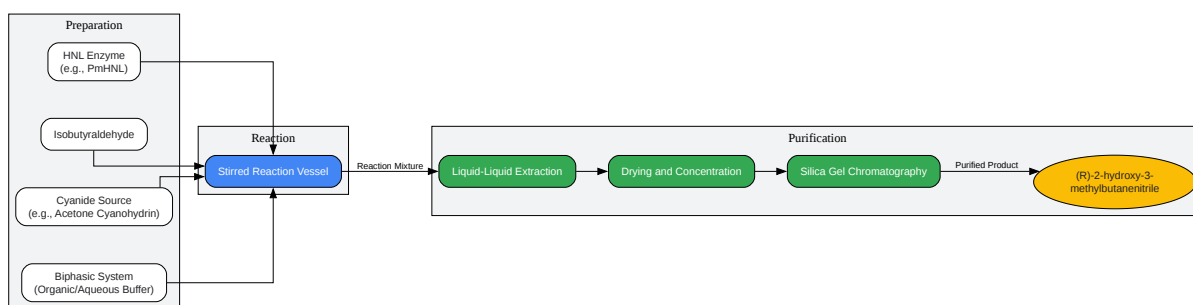 Preparation
HNL Enzyme
(e.g., PmHNL)
Isobutyraldehyde
Cyanide Source
(e.g., Acetone Cyanohydrin)
Biphasic System
(Organic/Aqueous Buffer)
Reaction
Stirred Reaction Vessel
Reaction Mixture
Purification
Liquid-Liquid Extraction
Drying and Concentration
Silica Gel Chromatography
Purified Product
(R)-2-hydroxy-3-
methylbutanenitrile